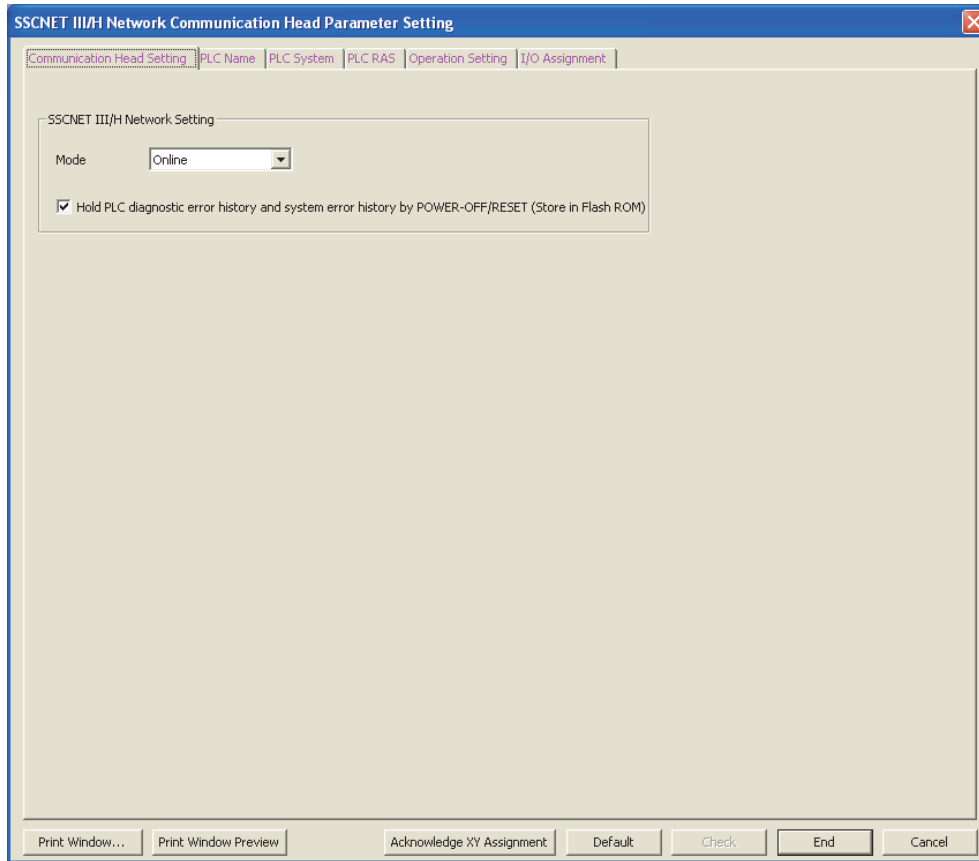 SSCNET III/H Network Communication Head Parameter Setting
Communication Head Setting PLC Name PLC System PLC RAS Operation Setting I/O Assignment
SSCNET III/H Network Setting
Mode Online
Hold PLC diagnostic error history and system error history by POWER-OFF/RESET (Store in Flash ROM)
Print Window... Print Window Preview Acknowledge XY Assignment Default Check End Cancel